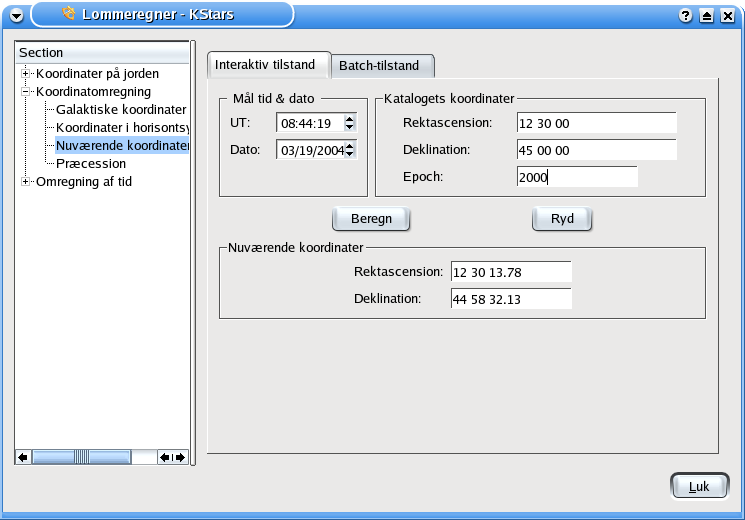 Lommeregner - KStars
Section
Koordinater på jorden
Koordinatomregning
Galaktiske koordinater
Koordinater i horisontsy
Nuværende koordinater
Præcession
Omregning af tid
Interaktiv tilstand
Batch-tilstand
Mål tid & dato
UT: 08:44:19
Dato: 03/19/2004
Katalogets koordinater
Rektascension: 12 30 00
Deklination: 45 00 00
Epoch: 2000
Beregn
Ryd
Nuværende koordinater
Rektascension: 12 30 13.78
Deklination: 44 58 32.13
Luk